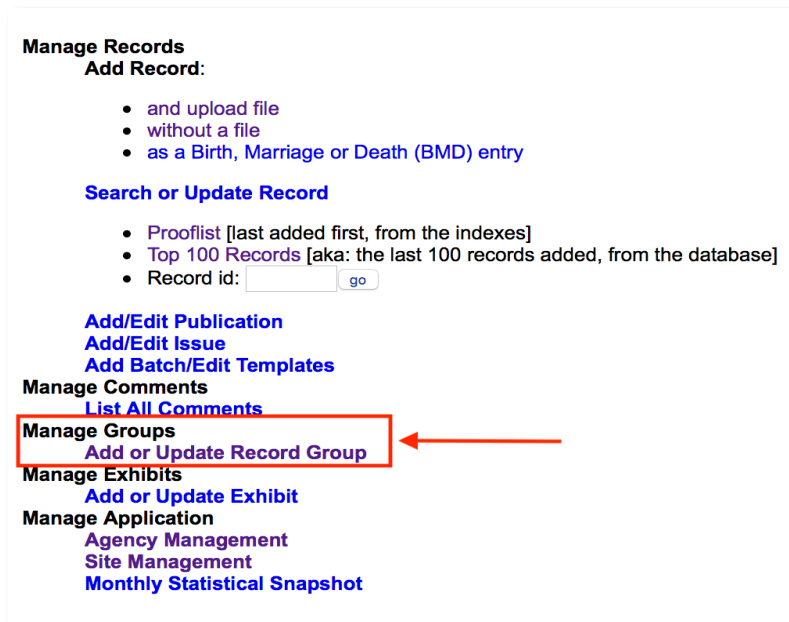 Manage Records
Add Record:
and upload file
without a file
as a Birth, Marriage or Death (BMD) entry
Search or Update Record
Prooflist [last added first, from the indexes]
Top 100 Records [aka: the last 100 records added, from the database]
Record id: go
Add/Edit Publication
Add/Edit Issue
Add Batch/Edit Templates
Manage Comments
List All Comments
Manage Groups
Add or Update Record Group
Manage Exhibits
Add or Update Exhibit
Manage Application
Agency Management
Site Management
Monthly Statistical Snapshot